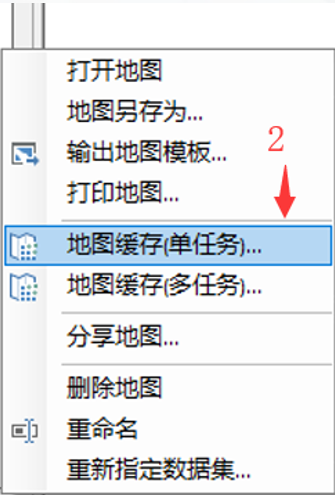 打开地图
地图另存为...
输出地图模板...
2
打印地图...
地图缓存(单任务)...
地图缓存(多任务)...
分享地图...
删除地图
重命名
重新指定数据集...